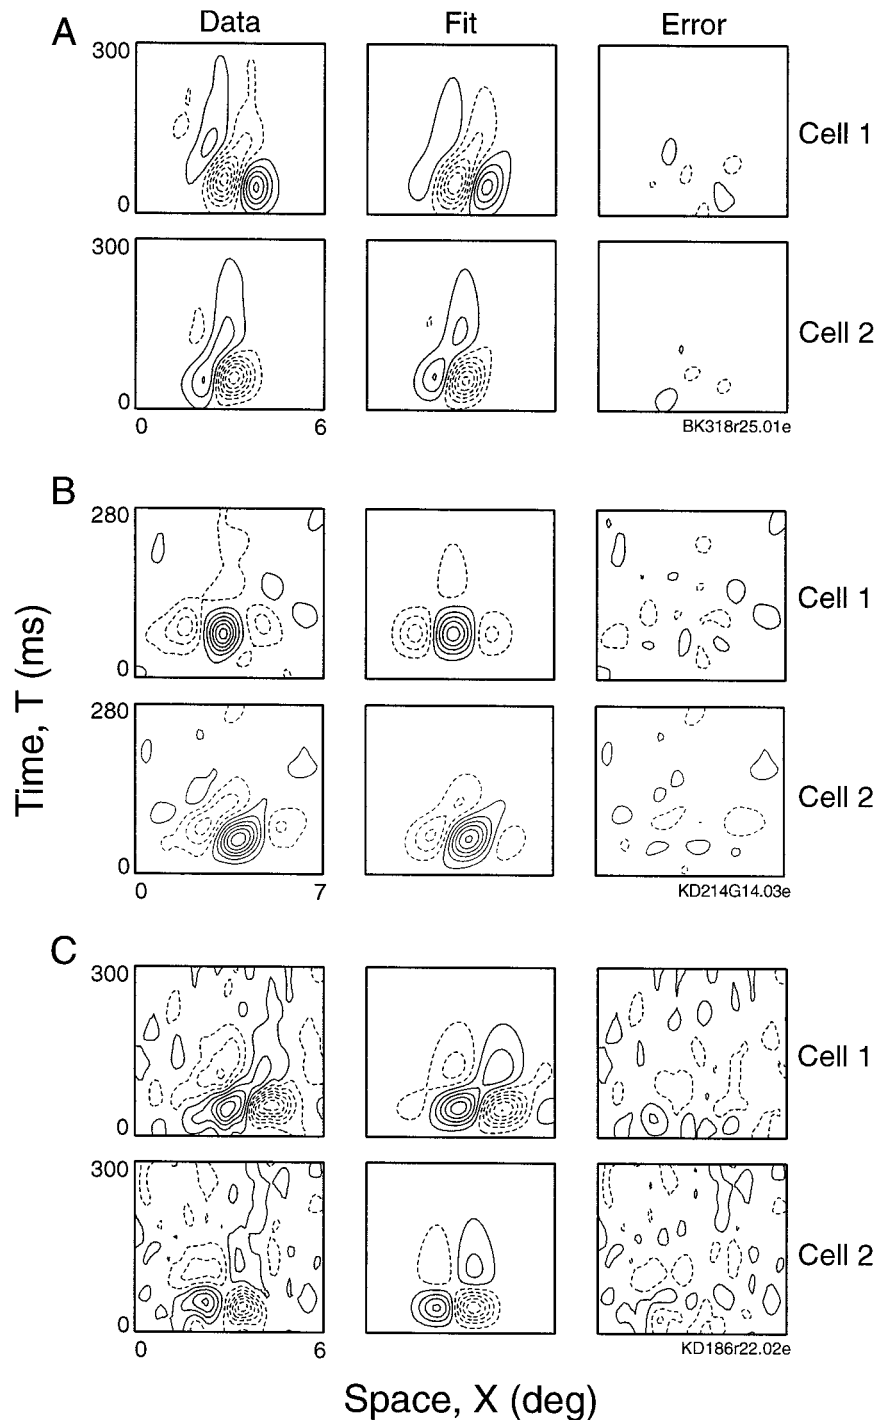 A
Data
Fit
Error
300
0
Cell 1
300
0
Cell 2
0
6
BK318r25.01e
B
280
0
Cell 1
280
0
Cell 2
0
7
KD214G14.03e
C
300
0
Cell 1
300
0
Cell 2
0
6
KD186r22.02e
Time, T (ms)
Space, X (deg)